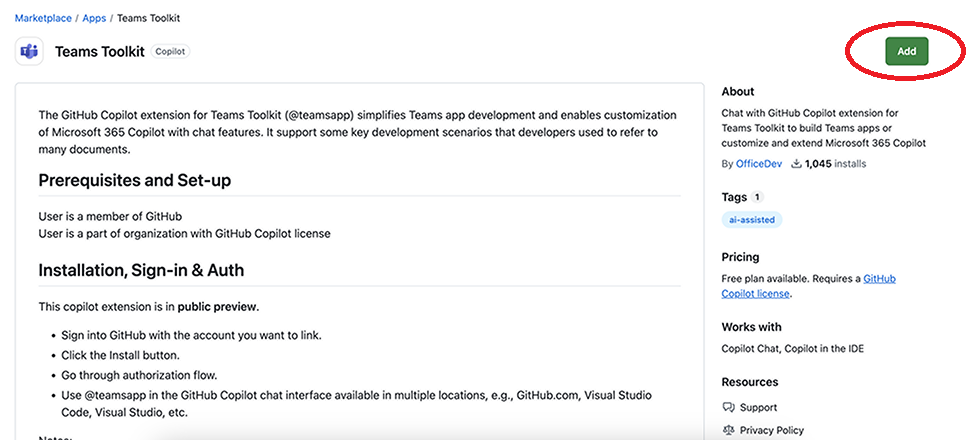 Marketplace / Apps / Teams Toolkit
Teams Toolkit Copilot
Add
The GitHub Copilot extension for Teams Toolkit (@teamsapp) simplifies Teams app development and enables customization
of Microsoft 365 Copilot with chat features. It support some key development scenarios that developers used to refer to
many documents.
Prerequisites and Set-up
User is a member of GitHub
User is a part of organization with GitHub Copilot license
Installation, Sign-in & Auth
This copilot extension is in public preview.
• Sign into GitHub with the account you want to link.
• Click the Install button.
• Go through authorization flow.
• Use @teamsapp in the GitHub Copilot chat interface available in multiple locations, e.g., GitHub.com, Visual Studio
Code, Visual Studio, etc.
About
Chat with GitHub Copilot extension for
Teams Toolkit to build Teams apps or
customize and extend Microsoft 365 Copilot
By OfficeDev 1,045 installs
Tags 1
ai-assisted
Pricing
Free plan available. Requires a GitHub
Copilot license.
Works with
Copilot Chat, Copilot in the IDE
Resources
Support
Privacy Policy